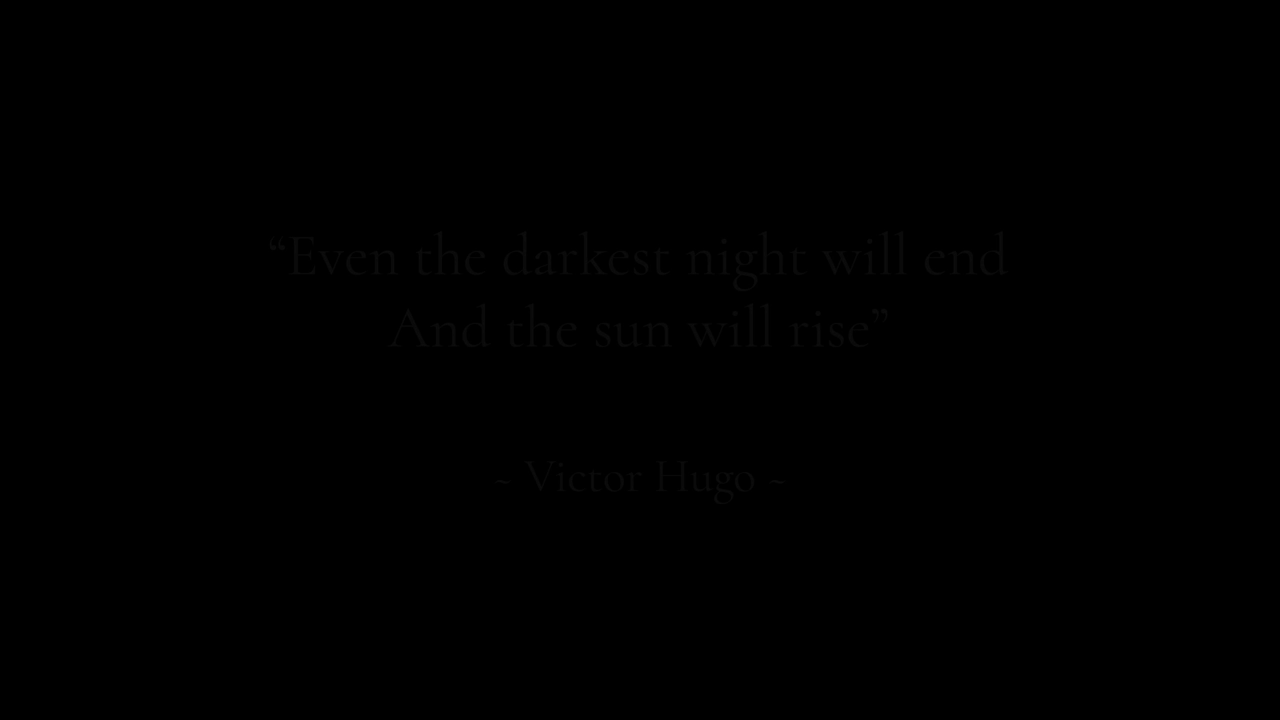 “Even the darkest night will end
And the sun will rise”
~ Victor Hugo ~